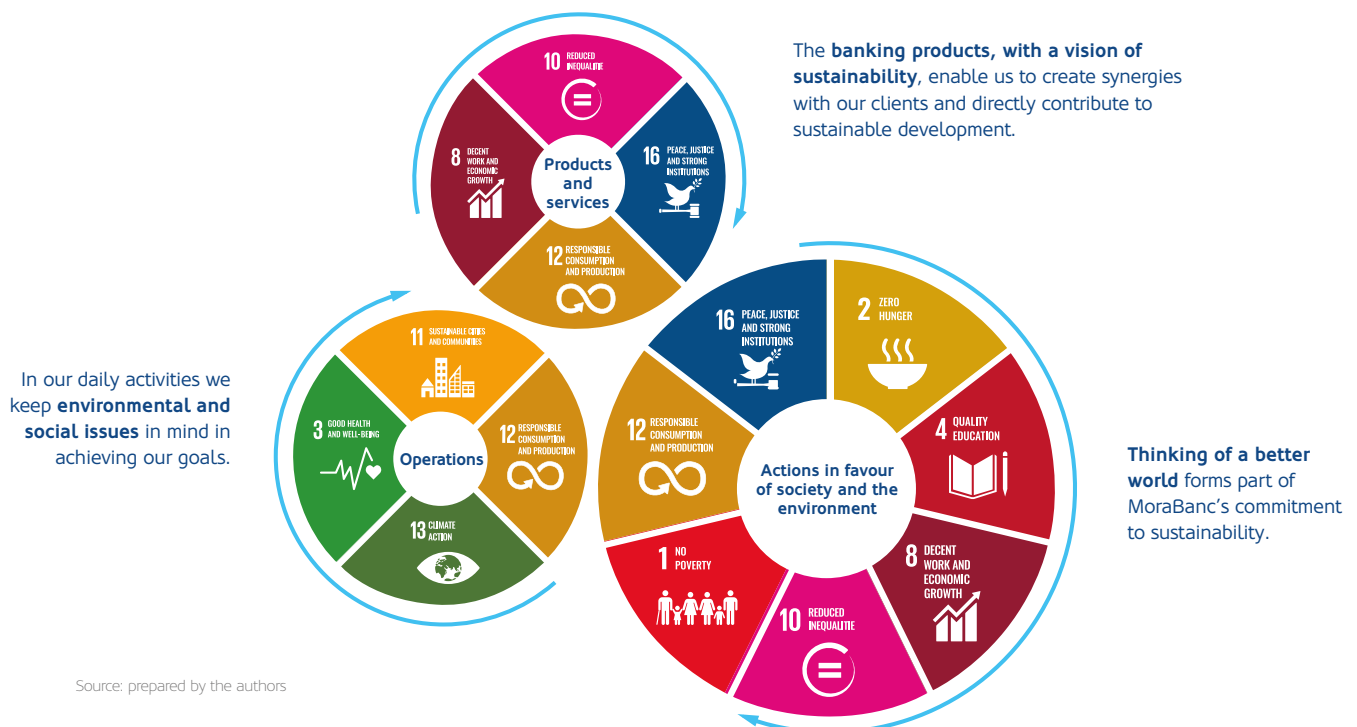 The banking products, with a vision of
sustainability, enable us to create synergies
with our clients and directly contribute to
sustainable development.
10 REDUCED
INEQUALITIE
8 DECENT
WORK AND
ECONOMIC
GROWTH
Products
and
services
16 PEACE, JUSTICE
AND STRONG
INSTITUTIONS
12 RESPONSIBLE
CONSUMPTION
AND PRODUCTION
In our daily activities we
keep environmental and
social issues in mind in
achieving our goals.
11 SUSTAINABLE CITIES
AND COMMUNITIES
3 GOOD HEALTH
AND WELL-BEING
Operations
12 RESPONSIBLE
CONSUMPTION
AND PRODUCTION
13 CLIMATE
ACTION
16 PEACE, JUSTICE
AND STRONG
INSTITUTIONS
2 ZERO
HUNGER
12 RESPONSIBLE
CONSUMPTION
AND PRODUCTION
4 QUALITY
EDUCATION
Actions in favour
of society and the
environment
1 NO
POVERTY
8 DECENT
WORK AND
ECONOMIC
GROWTH
10 REDUCED
INEQUALITIE
Thinking of a better
world forms part of
MoraBanc's commitment
to sustainability.
Source: prepared by the authors